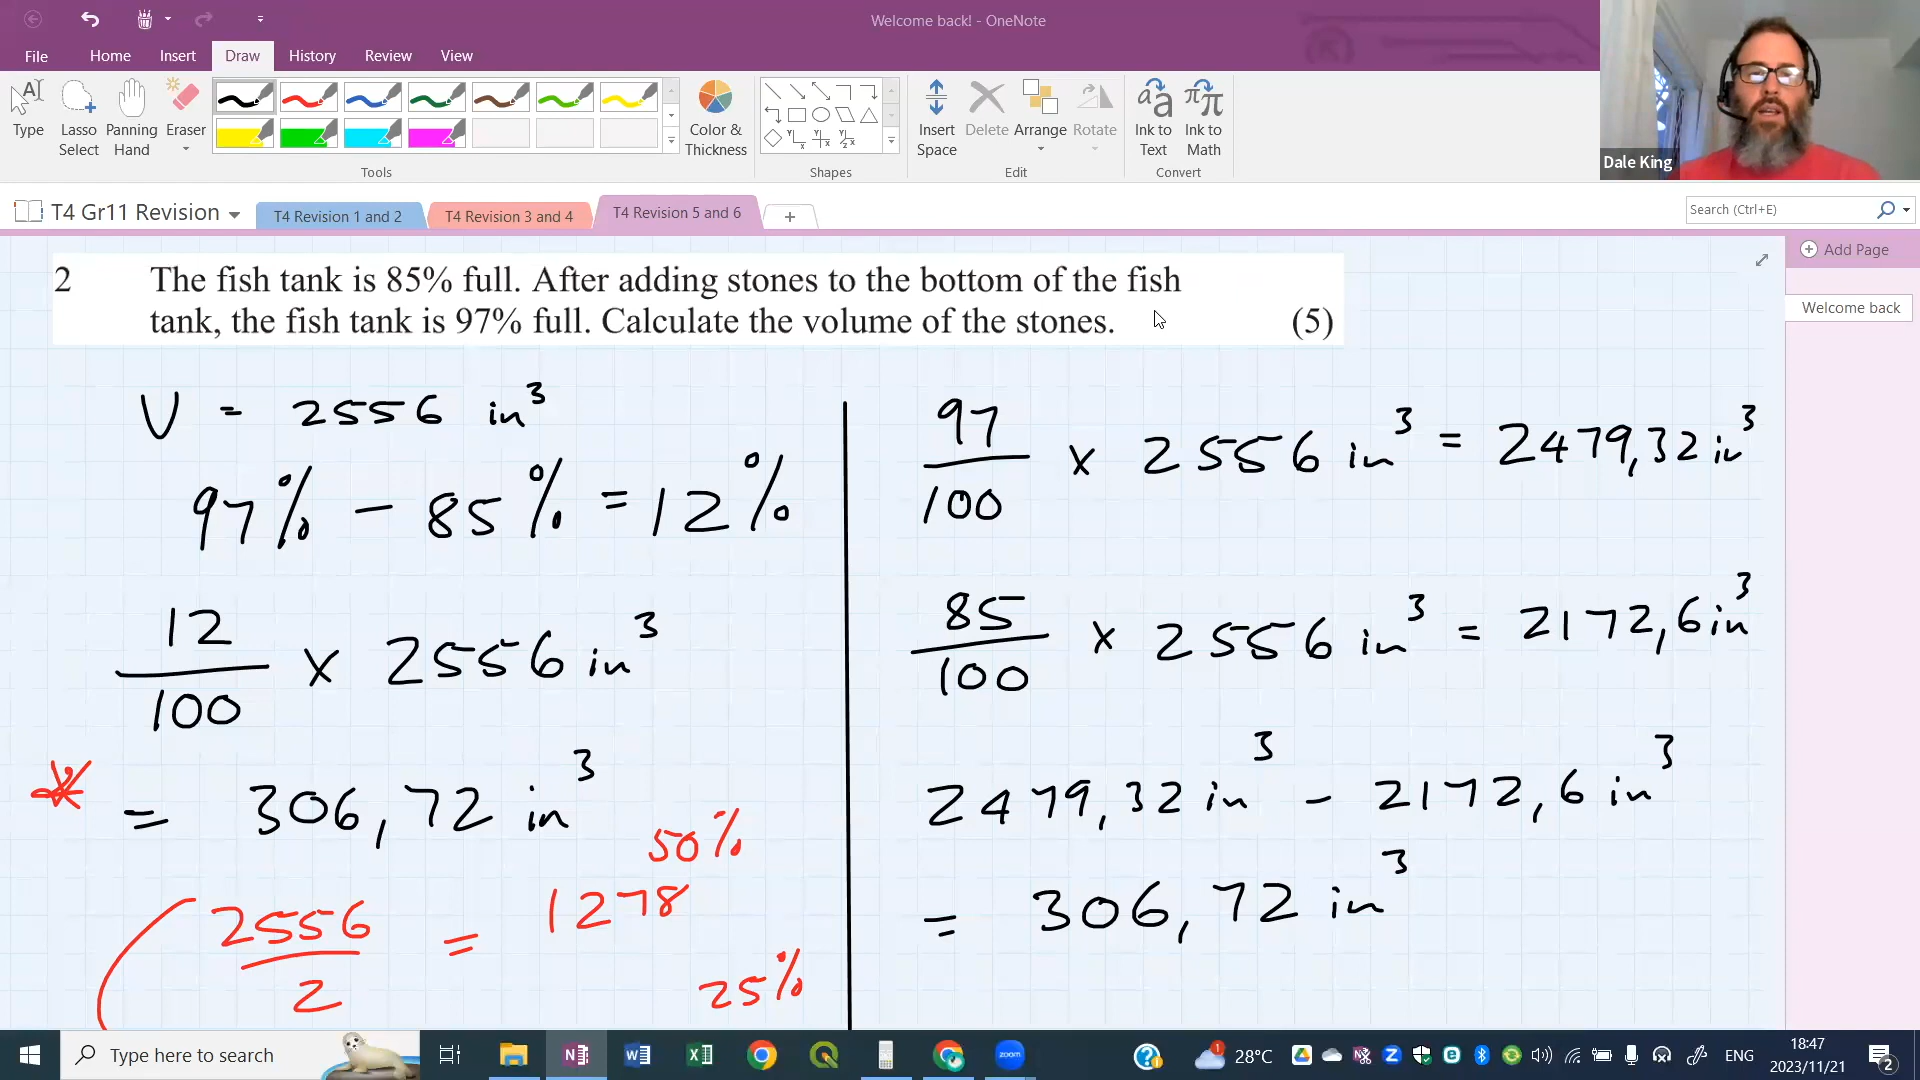 Welcome back! - OneNote
File
Home
Insert
Draw
History
Review
View
Type
Lasso
Select
Panning
Hand
Eraser
Color &
Thickness
Insert
Space
Delete
Arrange
Rotate
Ink to
Text
Ink to
Math
Tools
Shapes
Edit
Convert
Dale King
T4 Gr11 Revision
T4 Revision 1 and 2
T4 Revision 3 and 4
T4 Revision 5 and 6
Search (Ctrl+E)
Add Page
Welcome back
2 The fish tank is 85% full. After adding stones to the bottom of the fish
tank, the fish tank is 97% full. Calculate the volume of the stones. (5)
V = 2556 in³
97% - 85% = 12%
12/100 × 2556 in³
= 306,72 in³
50%
2556/2 = 1278
25%
97/100 × 2556 in³ = 2479,32 in³
85/100 × 2556 in³ = 2172,6 in³
2479,32 in³ - 2172,6 in³
= 306,72 in³
Type here to search
zoom
28°C
ENG
18:47
2023/11/21
2